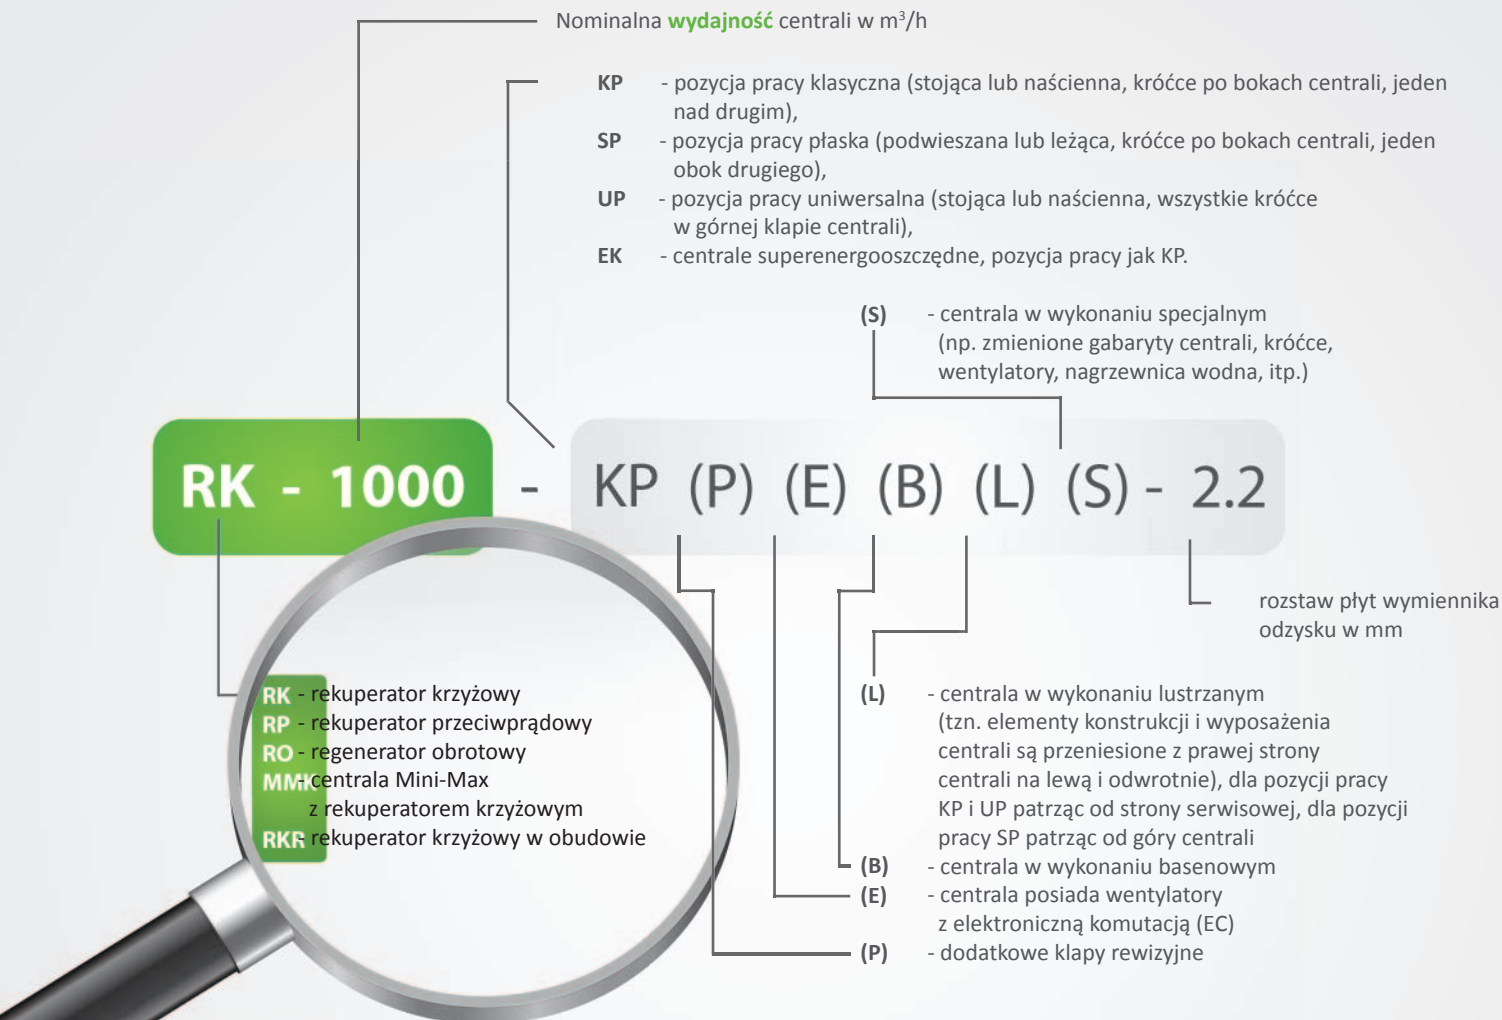 Nominalna wydajność centrali w m³/h
KP - pozycja pracy klasyczna (stojąca lub naścienna, króćce po bokach centrali, jeden
nad drugim),
SP - pozycja pracy płaska (podwieszana lub leżąca, króćce po bokach centrali, jeden
obok drugiego),
UP - pozycja pracy uniwersalna (stojąca lub naścienna, wszystkie króćce
w górnej klapie centrali),
EK - centrale superenergooszczędne, pozycja pracy jak KP.
(S) - centrala w wykonaniu specjalnym
(np. zmienione gabaryty centrali, króćce,
wentylatory, nagrzewnica wodna, itp.)
RK - 1000 - KP (P) (E) (B) (L) (S) - 2.2
rozstaw płyt wymiennika
odzysku w mm
RK - rekuperator krzyżowy
RP - rekuperator przeciwprądowy
RO - regenerator obrotowy
MMK - centrala Mini-Max
z rekuperatorem krzyżowym
RKR - rekuperator krzyżowy w obudowie
(L) - centrala w wykonaniu lustrzanym
(tzn. elementy konstrukcji i wyposażenia
centrali są przeniesione z prawej strony
centrali na lewą i odwrotnie), dla pozycji pracy
KP i UP patrząc od strony serwisowej, dla pozycji
pracy SP patrząc od góry centrali
(B) - centrala w wykonaniu basenowym
(E) - centrala posiada wentylatory
z elektroniczną komutacją (EC)
(P) - dodatkowe klapy rewizyjne